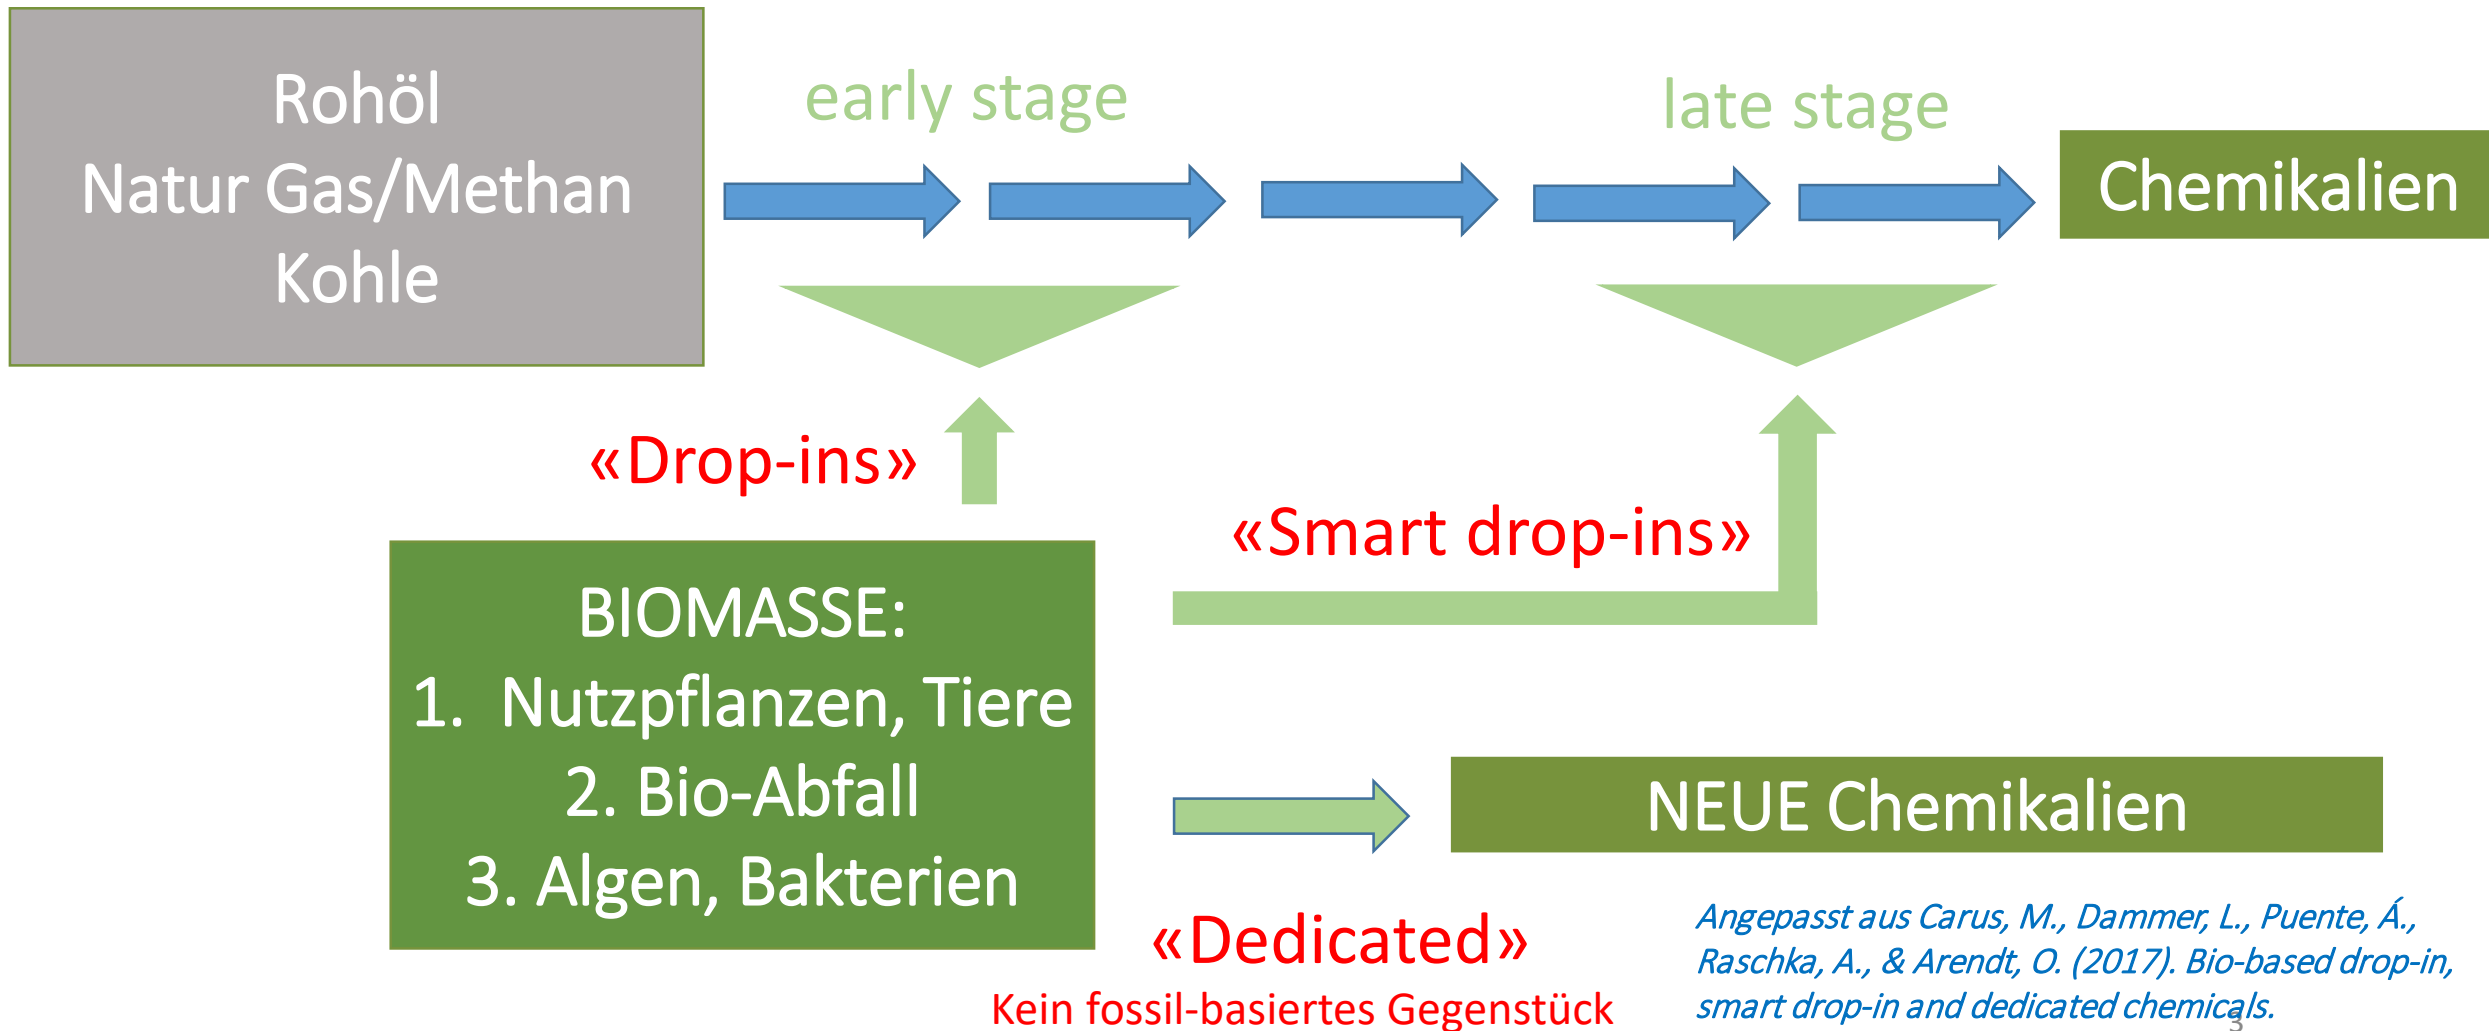 Rohöl
Natur Gas/Methan
Kohle
early stage
late stage
Chemikalien
«Drop-ins»
«Smart drop-ins»
BIOMASSE:
1. Nutzpflanzen, Tiere
2. Bio-Abfall
3. Algen, Bakterien
NEUE Chemikalien
«Dedicated»
Kein fossil-basiertes Gegenstück
Angepasst aus Carus, M., Dammer, L., Puente, Á.,
Raschka, A., & Arendt, O. (2017). Bio-based drop-in,
smart drop-in and dedicated chemicals.
3